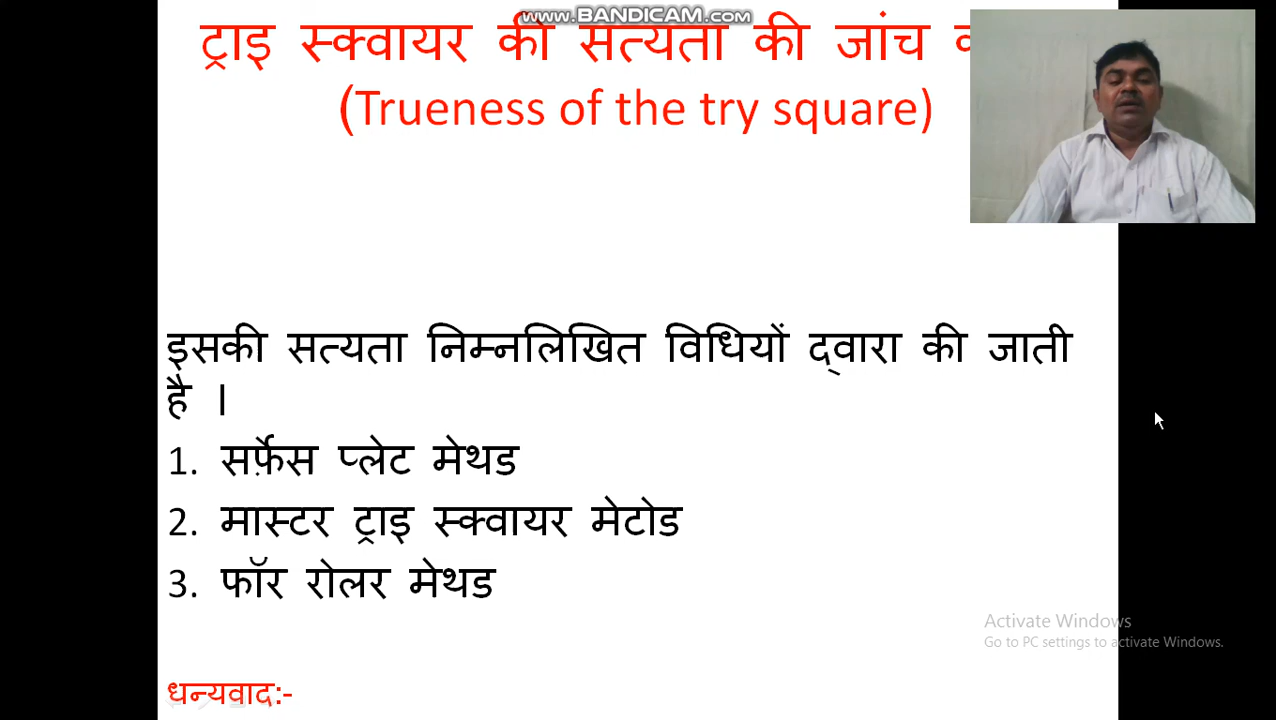 www.BANDICAM.com
ट्राइ स्क्वायर की सत्यता की जांच
(Trueness of the try square)
इसकी सत्यता निम्नलिखित विधियों द्वारा की जाती
है ।
1. सर्फ़ेस प्लेट मेथड
2. मास्टर ट्राइ स्क्वायर मेटोड
3. फॉर रोलर मेथड
Activate Windows
Go to PC settings to activate Windows.
धन्यवाद:-